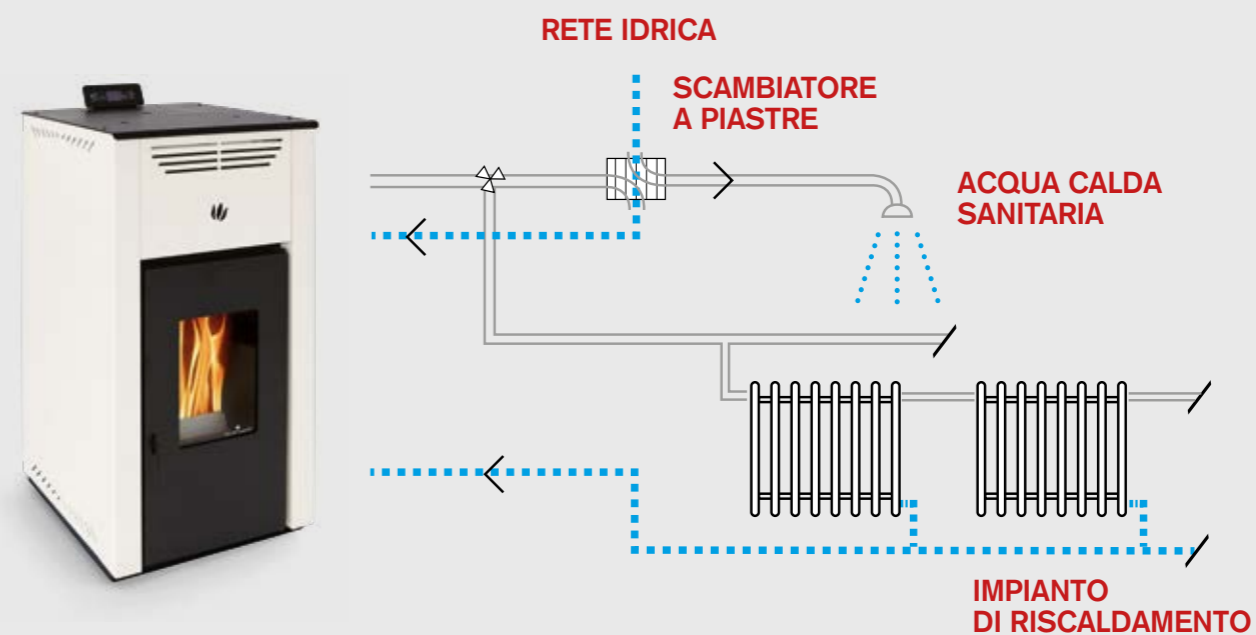 RETE IDRICA
SCAMBIATORE
A PIASTRE
ACQUA CALDA
SANITARIA
IMPIANTO
DI RISCALDAMENTO